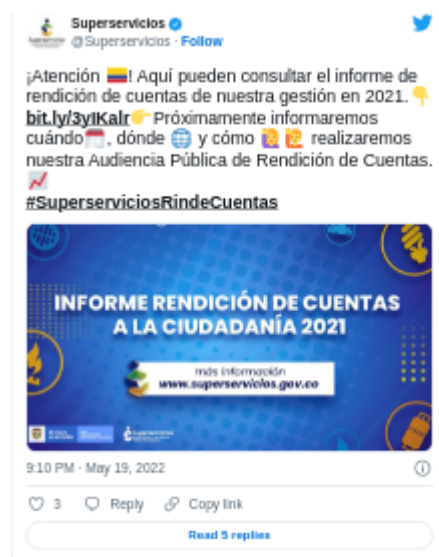 Superservicios
@Superservicios · Follow
¡Atención 🇨🇴! Aquí pueden consultar el informe de
rendición de cuentas de nuestra gestión en 2021.👇
bit.ly/3yIKalr👉Próximamente informaremos
cuándo🗓, dónde 🌐 y cómo 🙋🙋‍♂️ realizaremos
nuestra Audiencia Pública de Rendición de Cuentas.
📈
#SuperserviciosRindeCuentas
INFORME RENDICIÓN DE CUENTAS
A LA CIUDADANÍA 2021
más información
www.superservicios.gov.co
Superservicios
9:10 PM · May 19, 2022
3 Reply Copy link
Read 5 replies